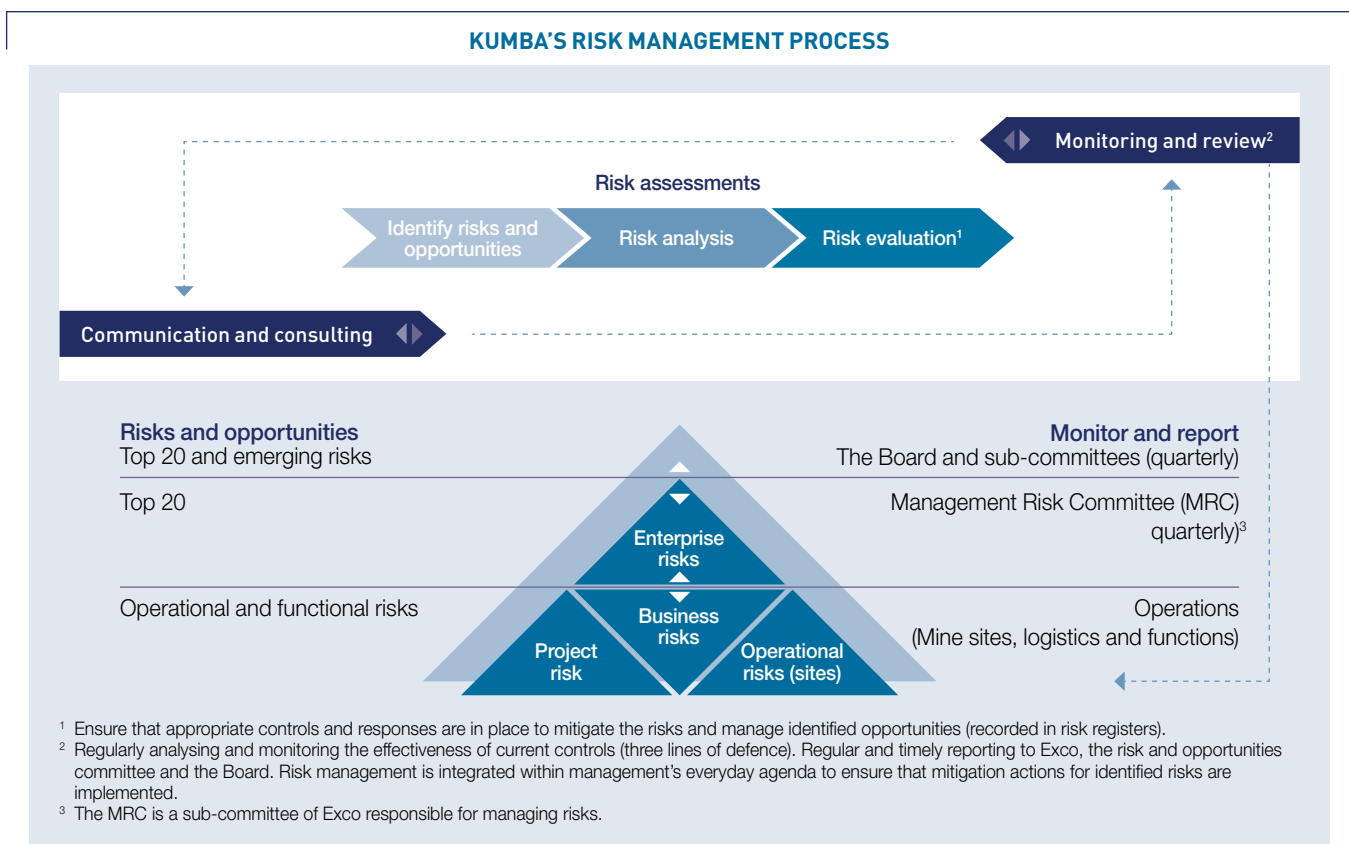 KUMBA'S RISK MANAGEMENT PROCESS
Monitoring and review²
Risk assessments
Identify risks and
opportunities
Risk analysis
Risk evaluation¹
Communication and consulting
Risks and opportunities
Top 20 and emerging risks
Monitor and report
The Board and sub-committees (quarterly)
Top 20
Management Risk Committee (MRC)
quarterly)³
Enterprise
risks
Operational and functional risks
Business
risks
Operations
(Mine sites, logistics and functions)
Project
risk
Operational
risks (sites)
¹ Ensure that appropriate controls and responses are in place to mitigate the risks and manage identified opportunities (recorded in risk registers).
² Regularly analysing and monitoring the effectiveness of current controls (three lines of defence). Regular and timely reporting to Exco, the risk and opportunities
committee and the Board. Risk management is integrated within management's everyday agenda to ensure that mitigation actions for identified risks are
implemented.
³ The MRC is a sub-committee of Exco responsible for managing risks.